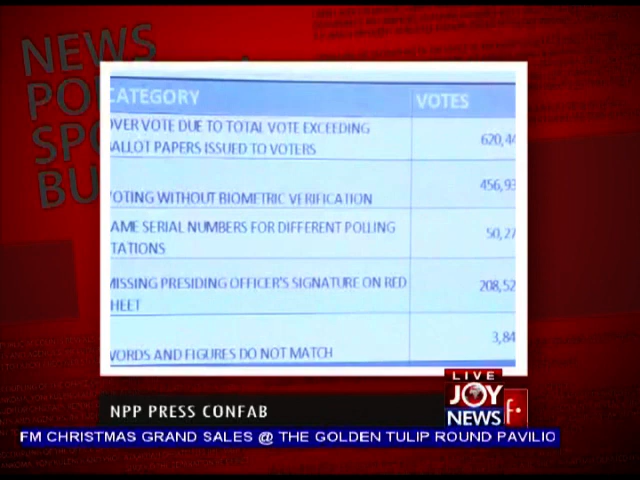 NEWS
CATEGORY VOTES
OVER VOTE DUE TO TOTAL VOTE EXCEEDING
BALLOT PAPERS ISSUED TO VOTERS 620,4
VOTING WITHOUT BIOMETRIC VERIFICATION 456,93
SAME SERIAL NUMBERS FOR DIFFERENT POLLING
STATIONS 50,27
MISSING PRESIDING OFFICER'S SIGNATURE ON RED
SHEET 208,52
WORDS AND FIGURES DO NOT MATCH 3,84
LIVE
JOY
NEWS
NPP PRESS CONFAB
FM CHRISTMAS GRAND SALES @ THE GOLDEN TULIP ROUND PAVILIO